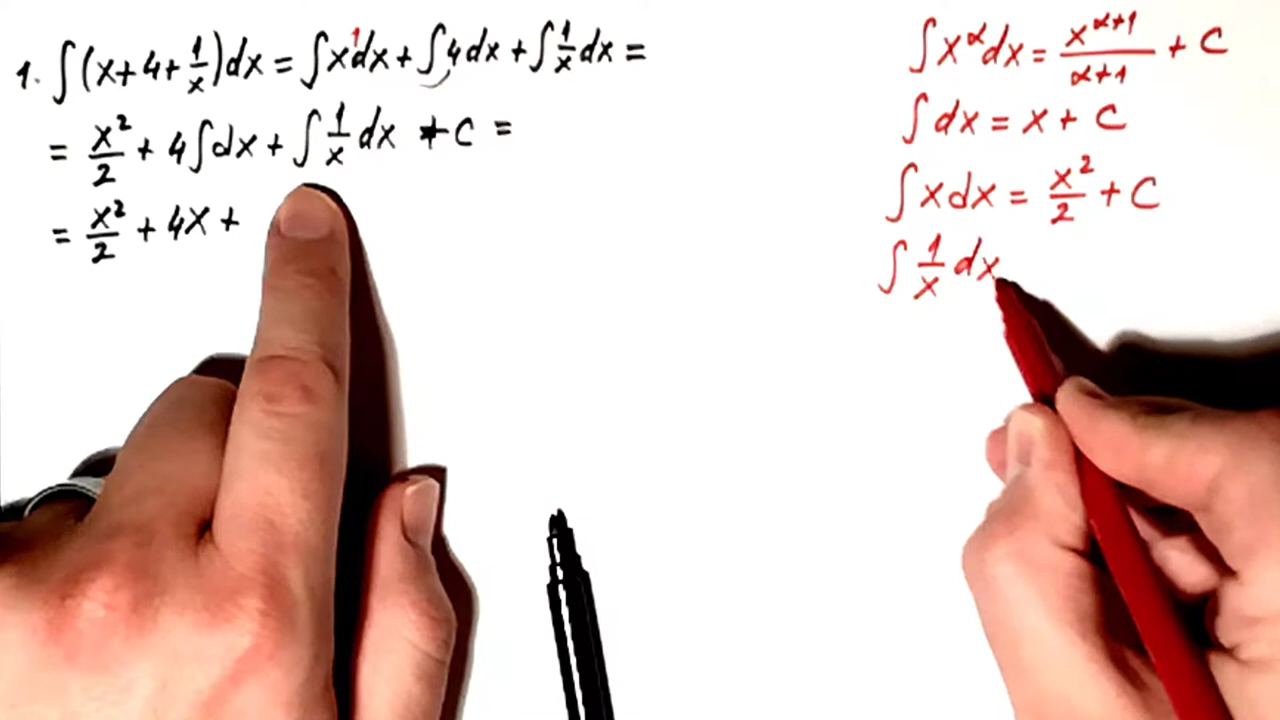 1. ∫(x+4+1/x)dx = ∫x¹dx + ∫4dx + ∫1/x dx =
= x²/2 + 4∫dx + ∫1/x dx + C =
= x²/2 + 4x +
∫x^α dx = x^(α+1)/(α+1) + C
∫dx = x + C
∫xdx = x²/2 + C
∫1/x dx